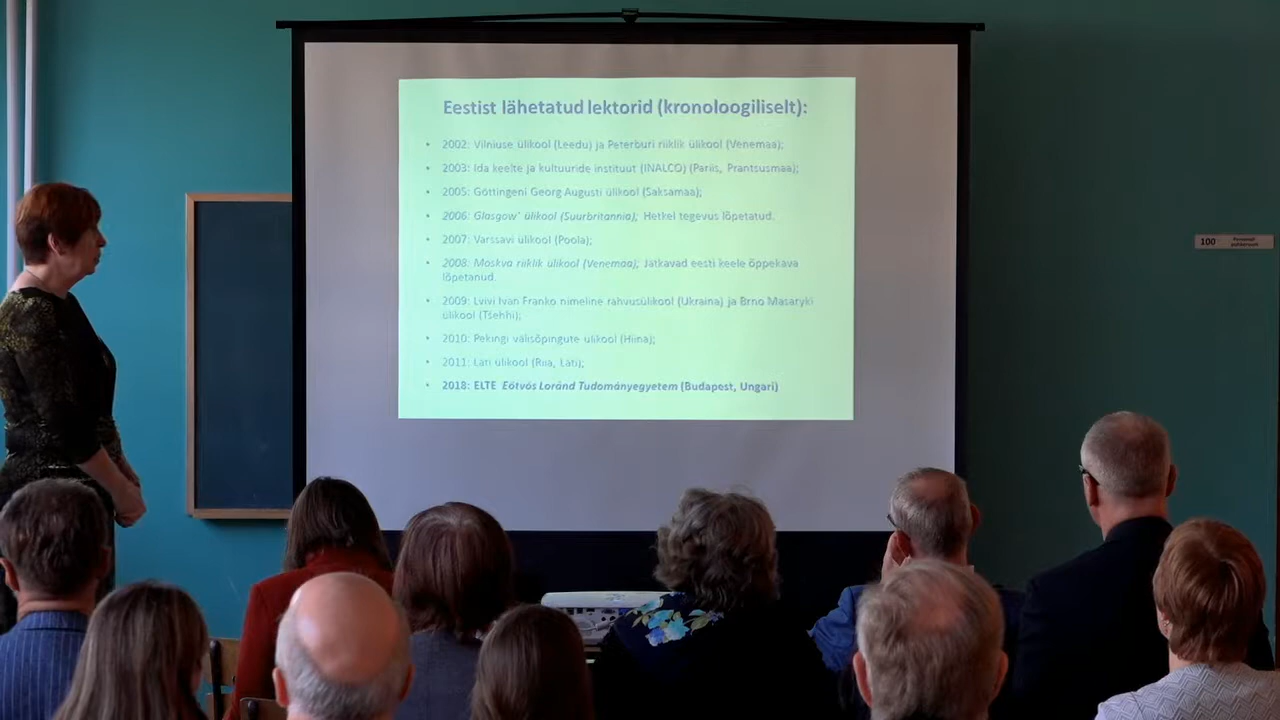 Eestist lähetatud lektorid (kronoloogiliselt):
• 2002: Vilniuse ülikool (Leedu) ja Peterburi riiklik ülikool (Venemaa);
• 2003: Ida keelte ja kultuuride instituut (INALCO) (Pariis, Prantsusmaa);
• 2005: Göttingeni Georg Augusti ülikool (Saksamaa);
• 2006: Glasgow' ülikool (Suurbritannia); Hetkel tegevus lõpetatud.
• 2007: Varssavi ülikool (Poola);
• 2008: Moskva riiklik ülikool (Venemaa); Jätkavad eesti keele õppekava
lõpetanud.
• 2009: Lvivi Ivan Franko nimeline rahvusülikool (Ukraina) ja Brno Masaryki
ülikool (Tšehhi);
• 2010: Pekingi välisõpingute ülikool (Hiina);
• 2011: Läti ülikool (Riia, Läti);
• 2018: ELTE Eötvös Loránd Tudományegyetem (Budapest, Ungari)
100